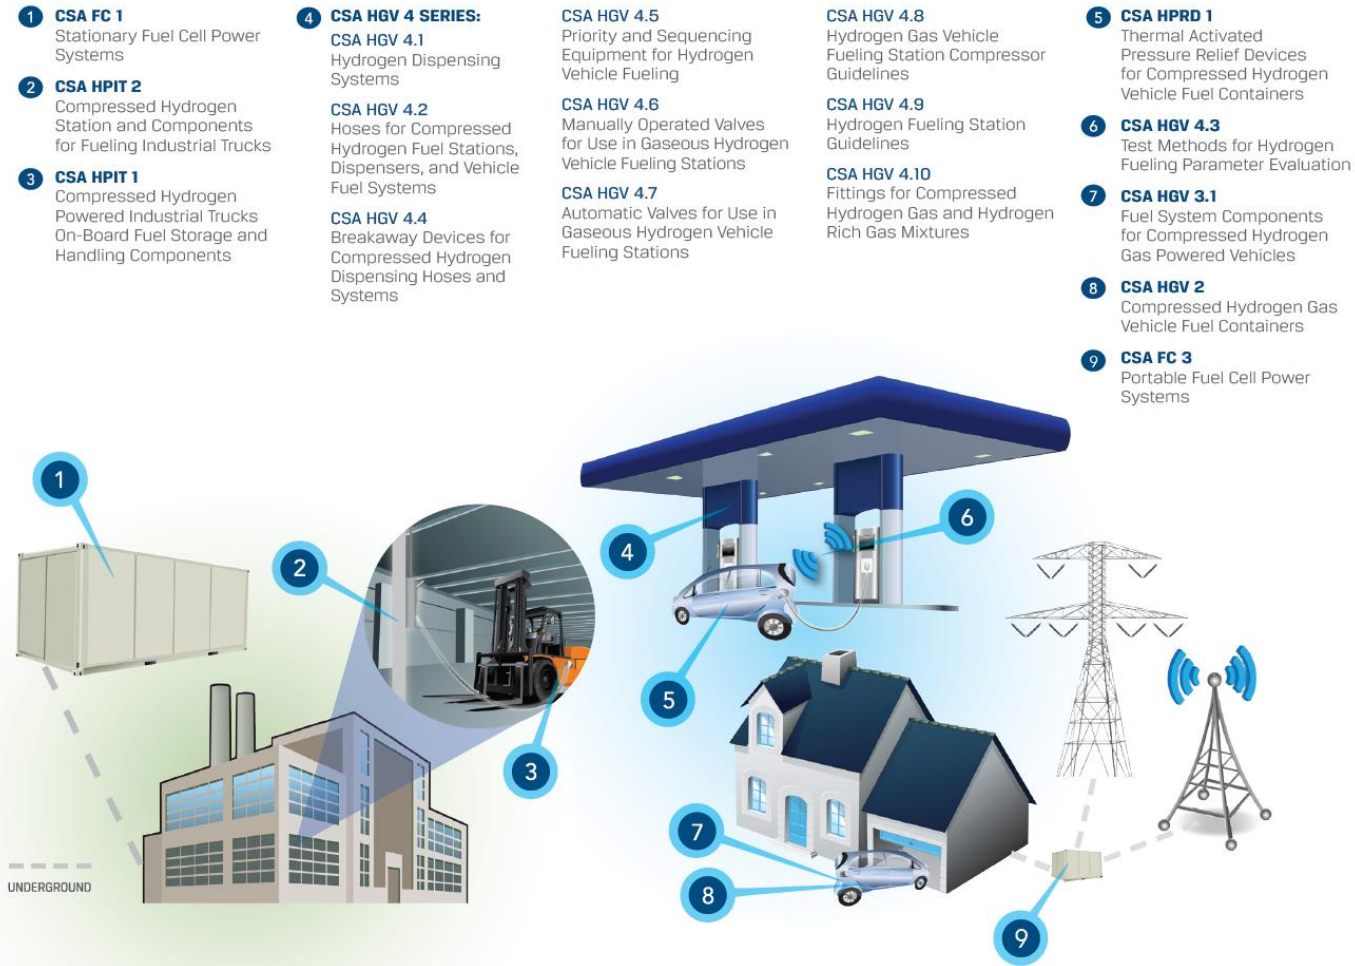 1 CSA FC 1
Stationary Fuel Cell Power
Systems
2 CSA HPIT 2
Compressed Hydrogen
Station and Components
for Fueling Industrial Trucks
3 CSA HPIT 1
Compressed Hydrogen
Powered Industrial Trucks
On-Board Fuel Storage and
Handling Components
4 CSA HGV 4 SERIES:
CSA HGV 4.1
Hydrogen Dispensing
Systems
CSA HGV 4.2
Hoses for Compressed
Hydrogen Fuel Stations,
Dispensers, and Vehicle
Fuel Systems
CSA HGV 4.4
Breakaway Devices for
Compressed Hydrogen
Dispensing Hoses and
Systems
CSA HGV 4.5
Priority and Sequencing
Equipment for Hydrogen
Vehicle Fueling
CSA HGV 4.6
Manually Operated Valves
for Use in Gaseous Hydrogen
Vehicle Fueling Stations
CSA HGV 4.7
Automatic Valves for Use in
Gaseous Hydrogen Vehicle
Fueling Stations
CSA HGV 4.8
Hydrogen Gas Vehicle
Fueling Station Compressor
Guidelines
CSA HGV 4.9
Hydrogen Fueling Station
Guidelines
CSA HGV 4.10
Fittings for Compressed
Hydrogen Gas and Hydrogen
Rich Gas Mixtures
5 CSA HPRD 1
Thermal Activated
Pressure Relief Devices
for Compressed Hydrogen
Vehicle Fuel Containers
6 CSA HGV 4.3
Test Methods for Hydrogen
Fueling Parameter Evaluation
7 CSA HGV 3.1
Fuel System Components
for Compressed Hydrogen
Gas Powered Vehicles
8 CSA HGV 2
Compressed Hydrogen Gas
Vehicle Fuel Containers
9 CSA FC 3
Portable Fuel Cell Power
Systems
1
2
3
4
6
5
7
8
9
UNDERGROUND